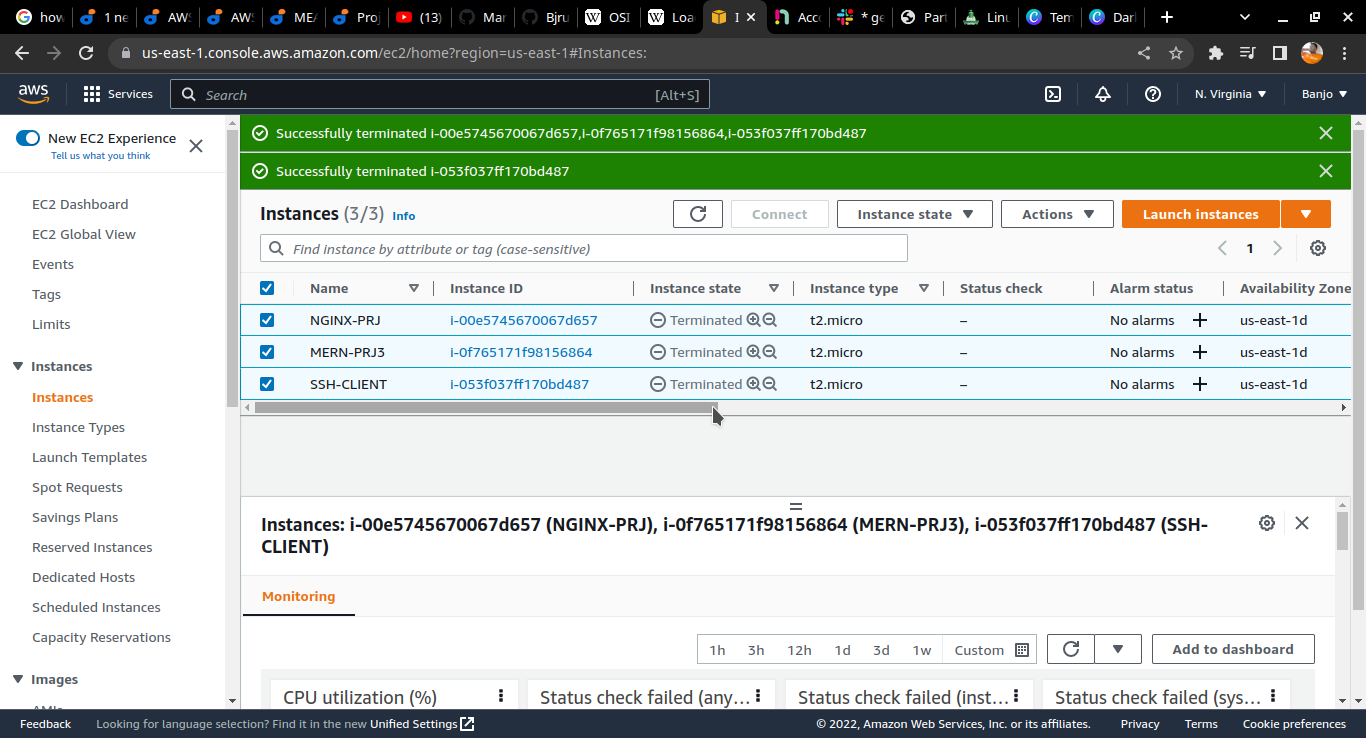 how
1 ne
AWS
AWS
MEA
Proj
(13)
Mar
Bjru
OSI
Loa
I
Acco
* ge
Part
Linu
Tem
Dar
us-east-1.console.aws.amazon.com/ec2/home?region=us-east-1#Instances:
aws Services Search [Alt+S] N. Virginia Banjo
New EC2 Experience
Tell us what you think
EC2 Dashboard
EC2 Global View
Events
Tags
Limits
Instances
Instances
Instance Types
Launch Templates
Spot Requests
Savings Plans
Reserved Instances
Dedicated Hosts
Scheduled Instances
Capacity Reservations
Images
Successfully terminated i-00e5745670067d657,i-0f765171f98156864,i-053f037ff170bd487
Successfully terminated i-053f037ff170bd487
Instances (3/3) Info Connect Instance state Actions Launch instances
Find instance by attribute or tag (case-sensitive) 1
Name Instance ID Instance state Instance type Status check Alarm status Availability Zone
NGINX-PRJ i-00e5745670067d657 Terminated t2.micro – No alarms us-east-1d
MERN-PRJ3 i-0f765171f98156864 Terminated t2.micro – No alarms us-east-1d
SSH-CLIENT i-053f037ff170bd487 Terminated t2.micro – No alarms us-east-1d
Instances: i-00e5745670067d657 (NGINX-PRJ), i-0f765171f98156864 (MERN-PRJ3), i-053f037ff170bd487 (SSH-
CLIENT)
Monitoring
1h 3h 12h 1d 3d 1w Custom Add to dashboard
CPU utilization (%) Status check failed (any... Status check failed (inst... Status check failed (sys...
Feedback Looking for language selection? Find it in the new Unified Settings © 2022, Amazon Web Services, Inc. or its affiliates. Privacy Terms Cookie preferences